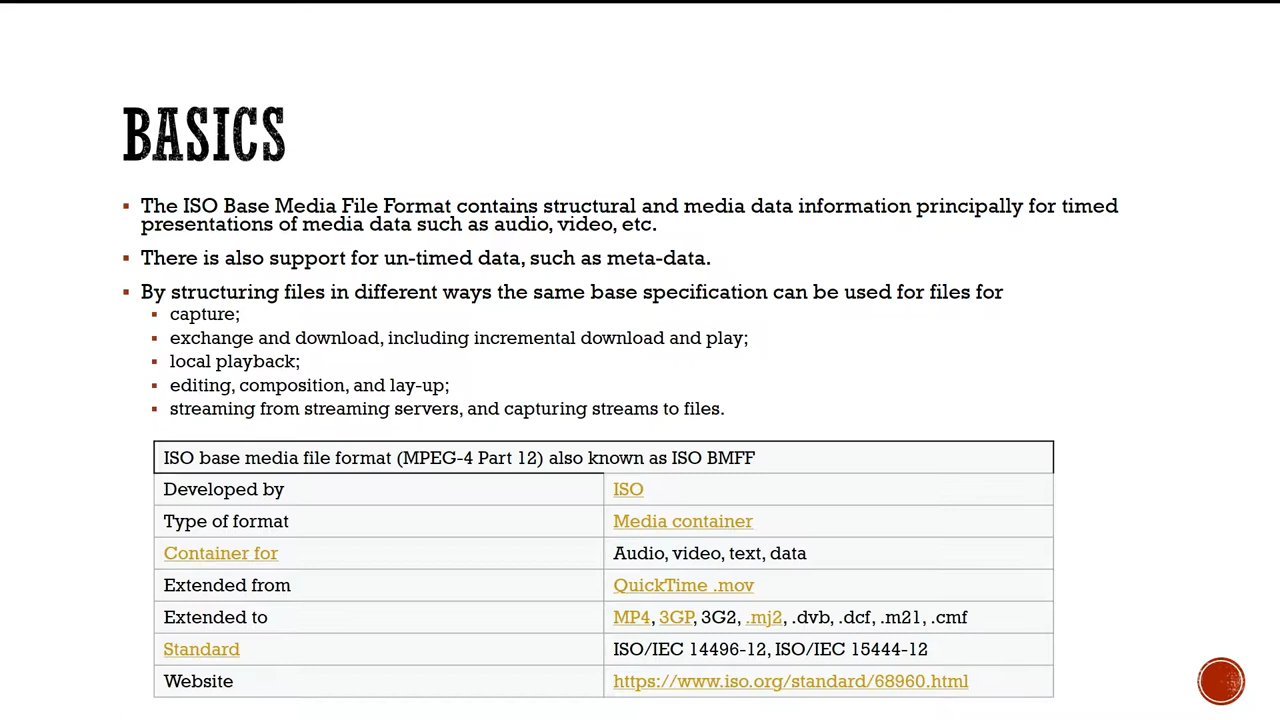 BASICS
▪ The ISO Base Media File Format contains structural and media data information principally for timed
presentations of media data such as audio, video, etc.
▪ There is also support for un-timed data, such as meta-data.
▪ By structuring files in different ways the same base specification can be used for files for
▪ capture;
▪ exchange and download, including incremental download and play;
▪ local playback;
▪ editing, composition, and lay-up;
▪ streaming from streaming servers, and capturing streams to files.
ISO base media file format (MPEG-4 Part 12) also known as ISO BMFF
Developed by ISO
Type of format Media container
Container for Audio, video, text, data
Extended from QuickTime .mov
Extended to MP4, 3GP, 3G2, .mj2, .dvb, .dcf, .m21, .cmf
Standard ISO/IEC 14496-12, ISO/IEC 15444-12
Website https://www.iso.org/standard/68960.html